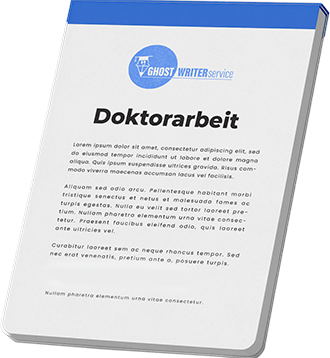 GHOST WRITERservice
Doktorarbeit
Lorem ipsum dolor sit amet, consectetur adipiscing elit, sed
do eiusmod tempor incididunt ut labore et dolore magna
aliqua. Quis ipsum suspendisse ultrices gravida. Risus com-
modo viverra maecenas accumsan lacus vel facilisis.
Aliquam sed odio arcu. Pellentesque habitant morbi
tristique senectus et netus et malesuada fames ac
turpis egestas. Nulla eu velit sed tortor laoreet pre-
tium. Nullam pharetra elementum urna vitae consec-
tetur. Praesent faucibus eleifend odio, quis laoreet
ante ultricies vel.
Curabitur laoreet sem ac neque rhoncus tempor. Sed
nec erat venenatis, pretium ante a, posuere turpis.
Nullam pharetra elementum urna vitae consectetur.